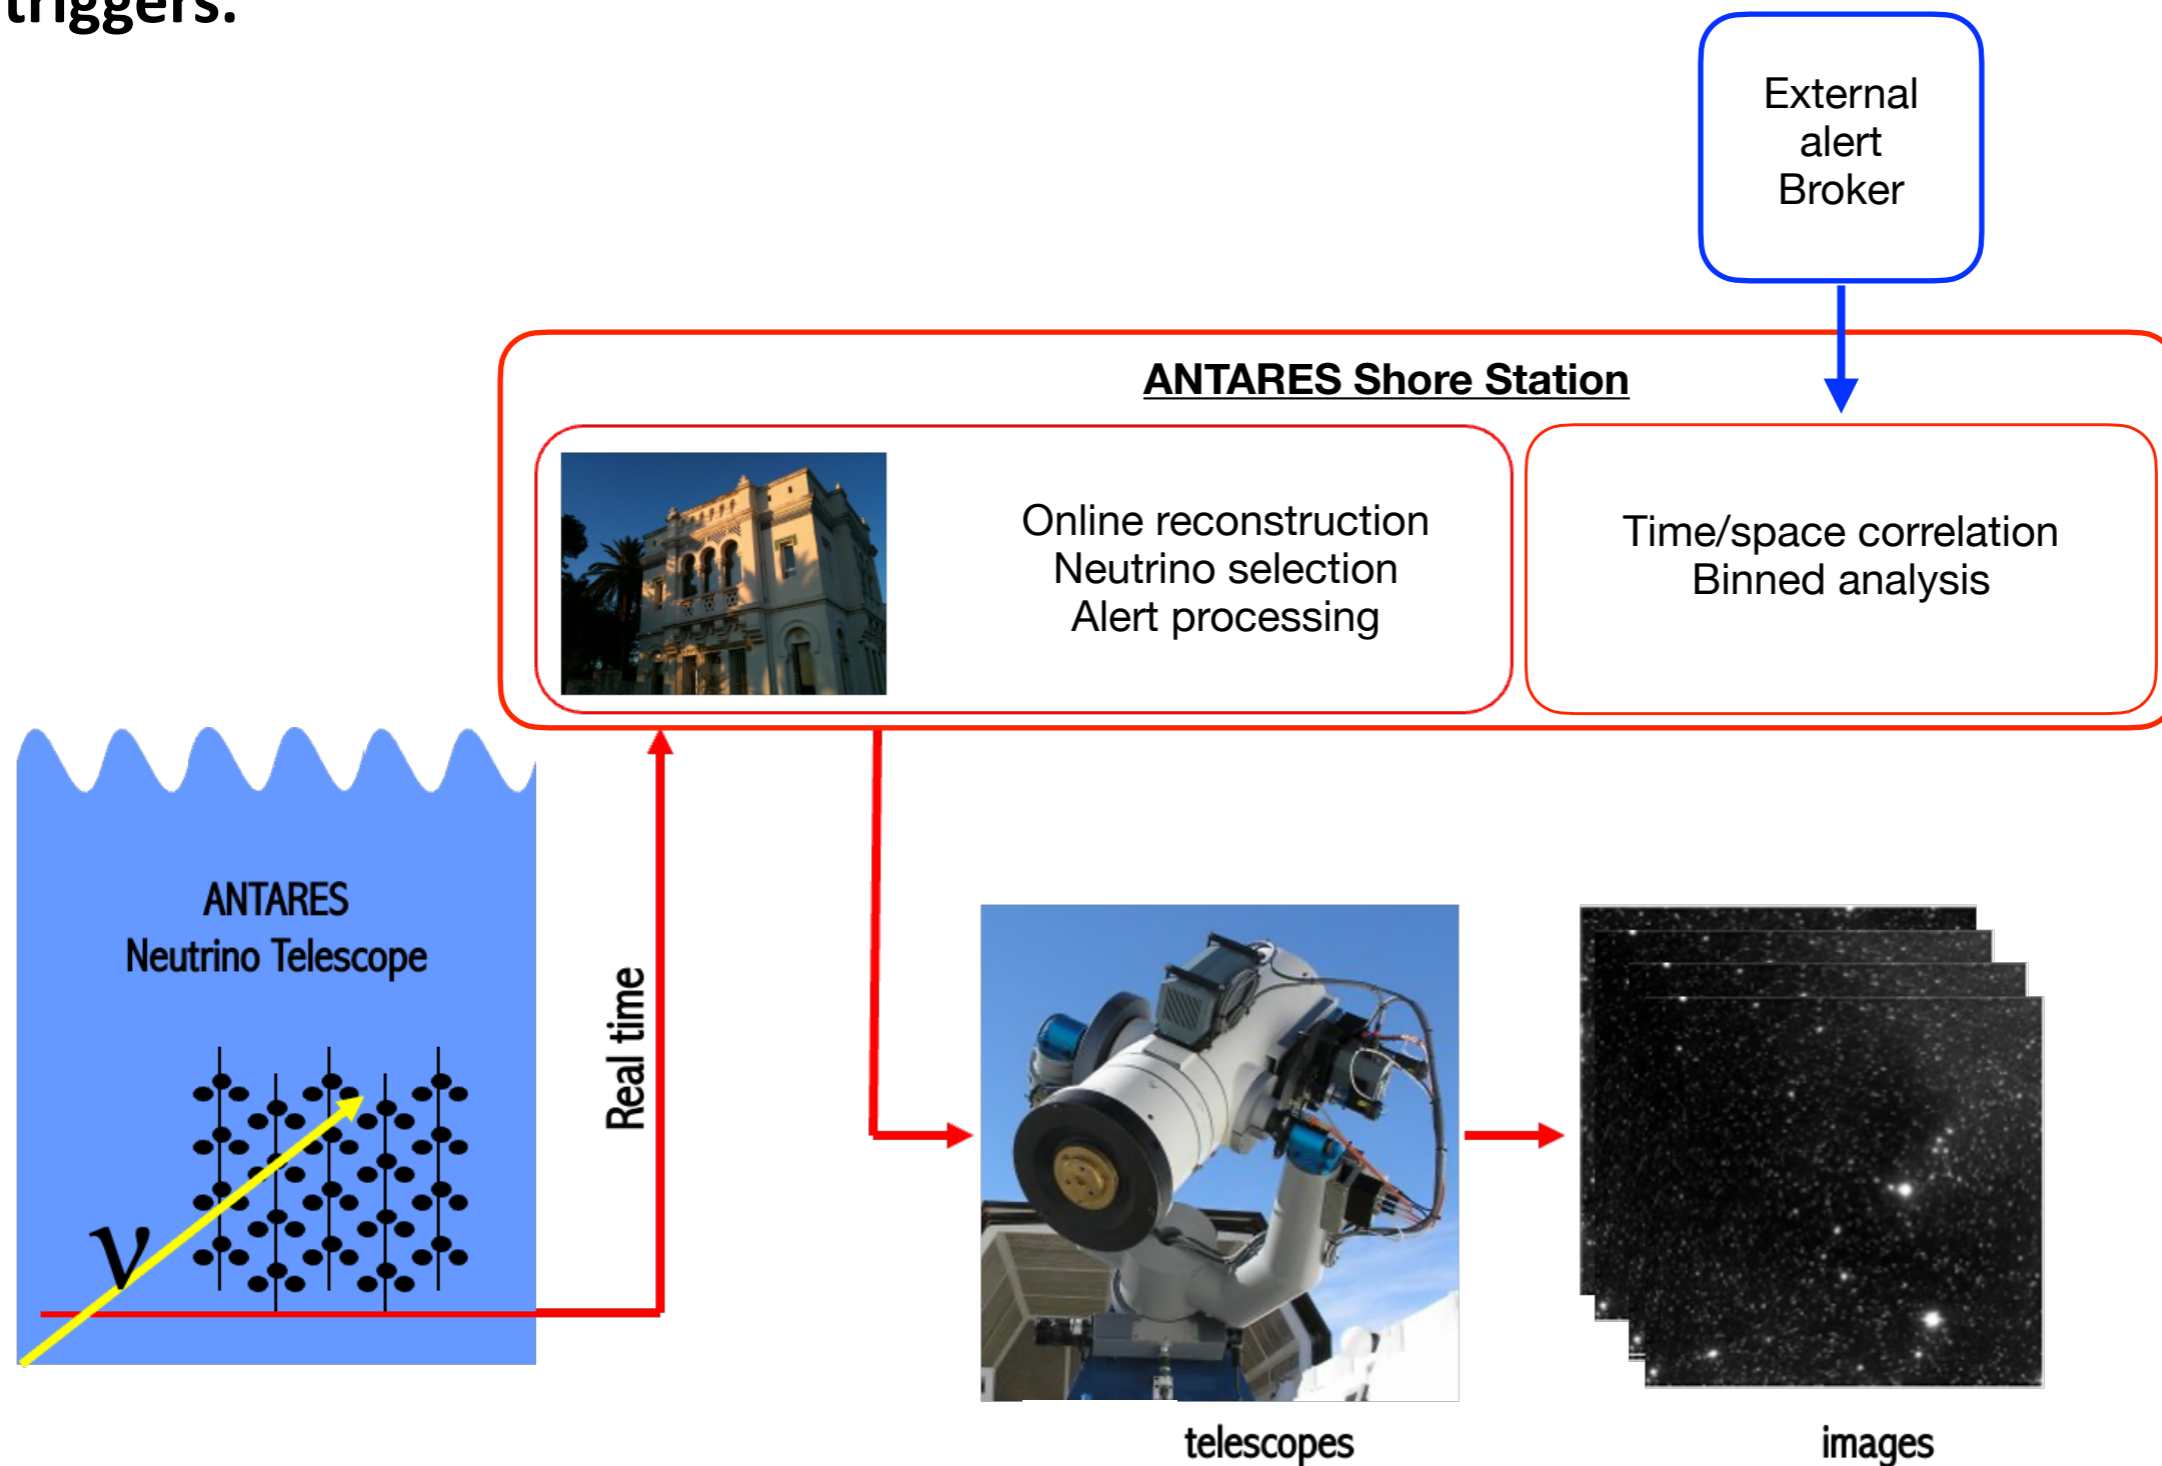 triggers.
External
alert
Broker
ANTARES Shore Station
Online reconstruction
Neutrino selection
Alert processing
Time/space correlation
Binned analysis
ANTARES
Neutrino Telescope
Real time
ν
telescopes
images